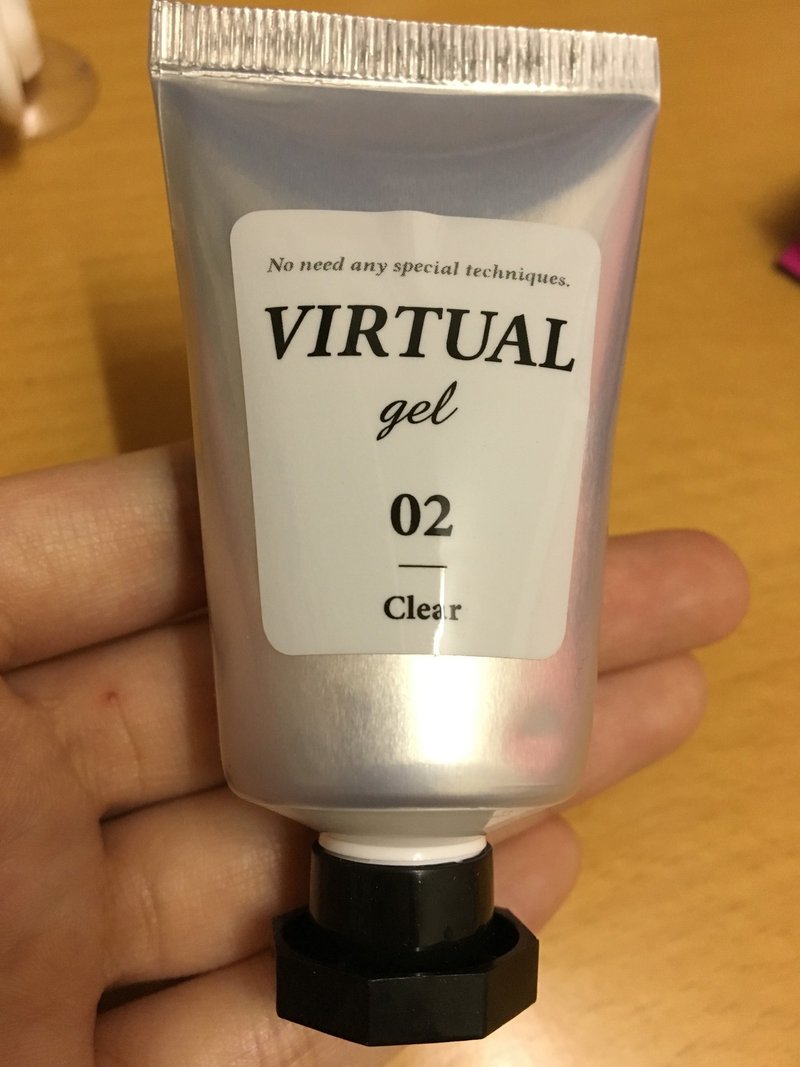 No need any special techniques.
VIRTUAL
gel
02
Clear